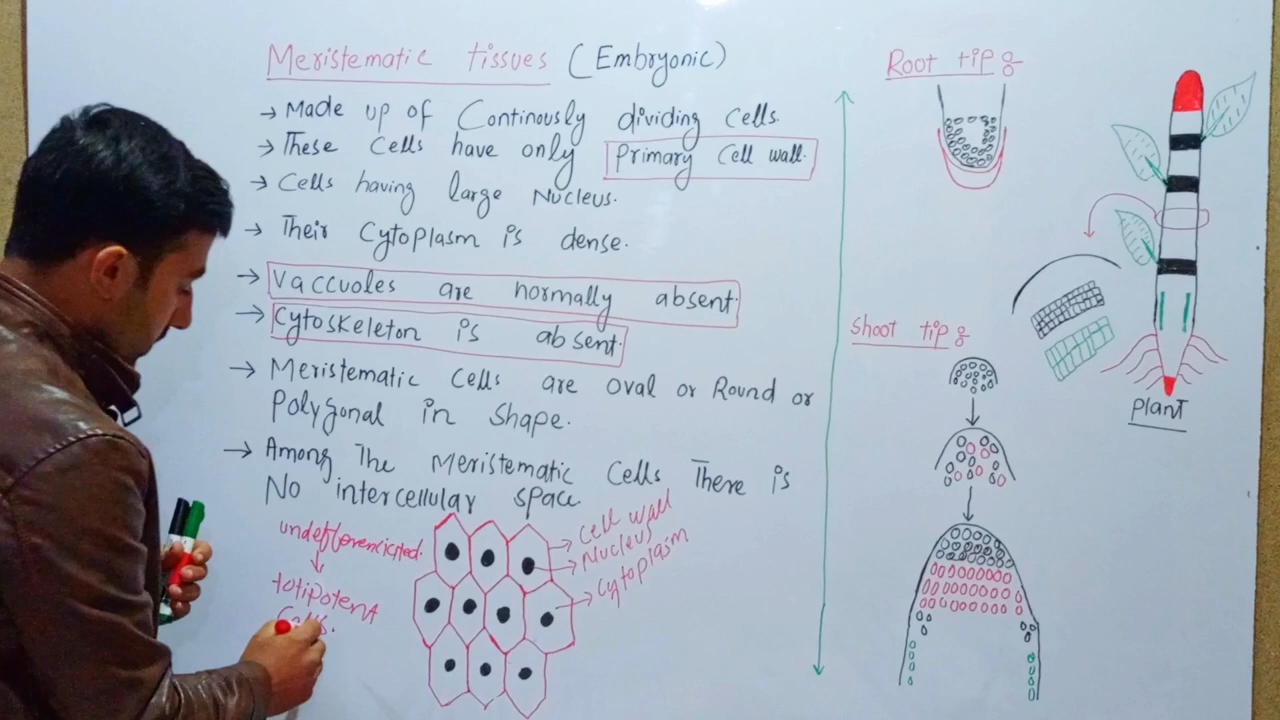 Meristematic tissues (Embryonic)
→ Made up of Continously dividing Cells.
→ These Cells have only Primary Cell wall.
→ Cells having large Nucleus.
→ Their Cytoplasm is dense.
→ Vaccuoles are normally absent.
→ Cytoskeleton is absent.
→ Meristematic Cells are oval or Round or
Polygonal in Shape.
→ Among The Meristematic Cells There is
No intercellular space
undefferenciated.
↓
totipotent
Cells.
→ Cell wall
→ Nucleus
→ Cytoplasm
Root tip :
Shoot tip :
Plant